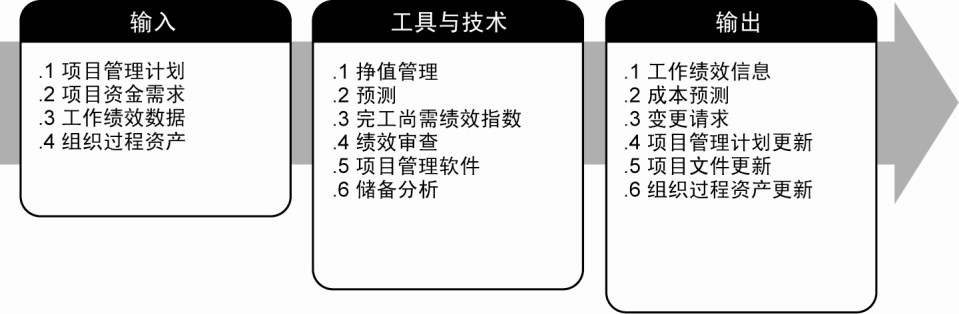 输入
.1 项目管理计划
.2 项目资金需求
.3 工作绩效数据
.4 组织过程资产
工具与技术
.1 挣值管理
.2 预测
.3 完工尚需绩效指数
.4 绩效审查
.5 项目管理软件
.6 储备分析
输出
.1 工作绩效信息
.2 成本预测
.3 变更请求
.4 项目管理计划更新
.5 项目文件更新
.6 组织过程资产更新